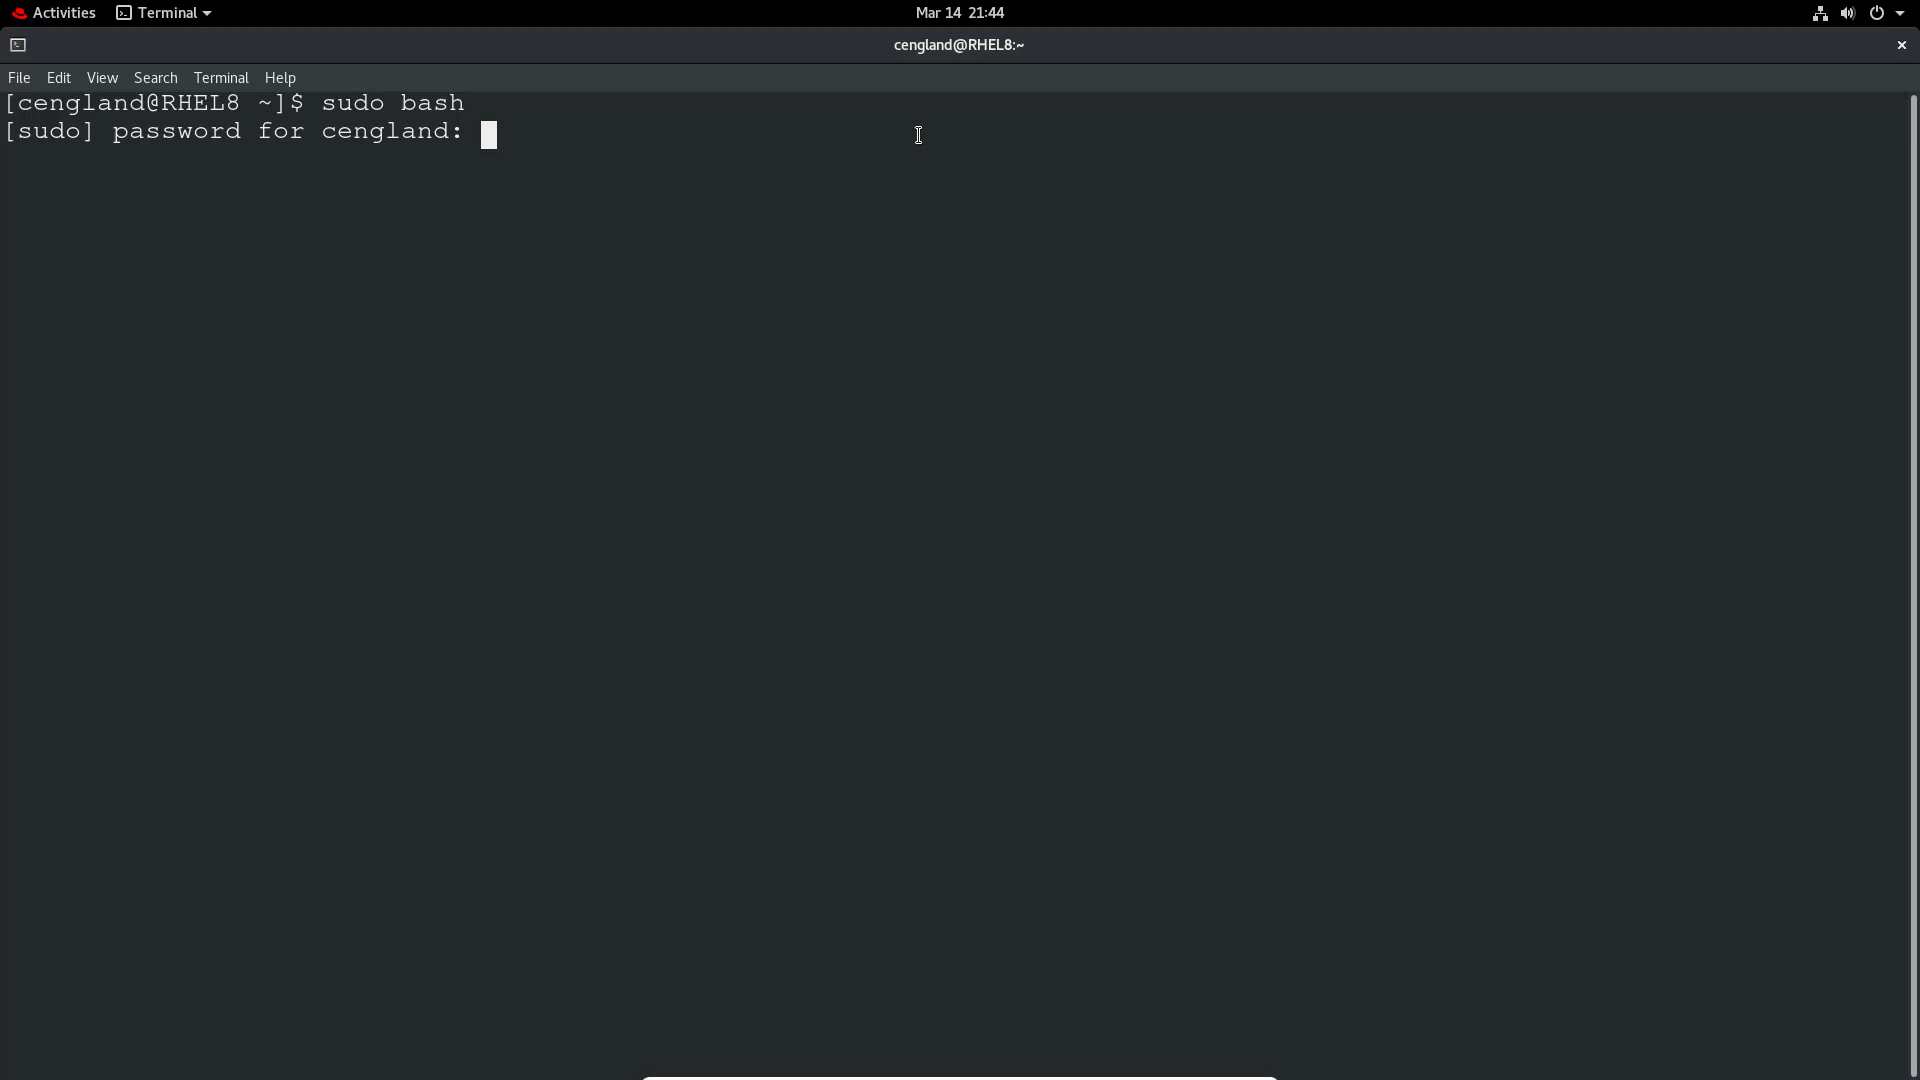 Activities Terminal Mar 14 21:44
cengland@RHEL8:~
File Edit View Search Terminal Help
[cengland@RHEL8 ~]$ sudo bash
[sudo] password for cengland: